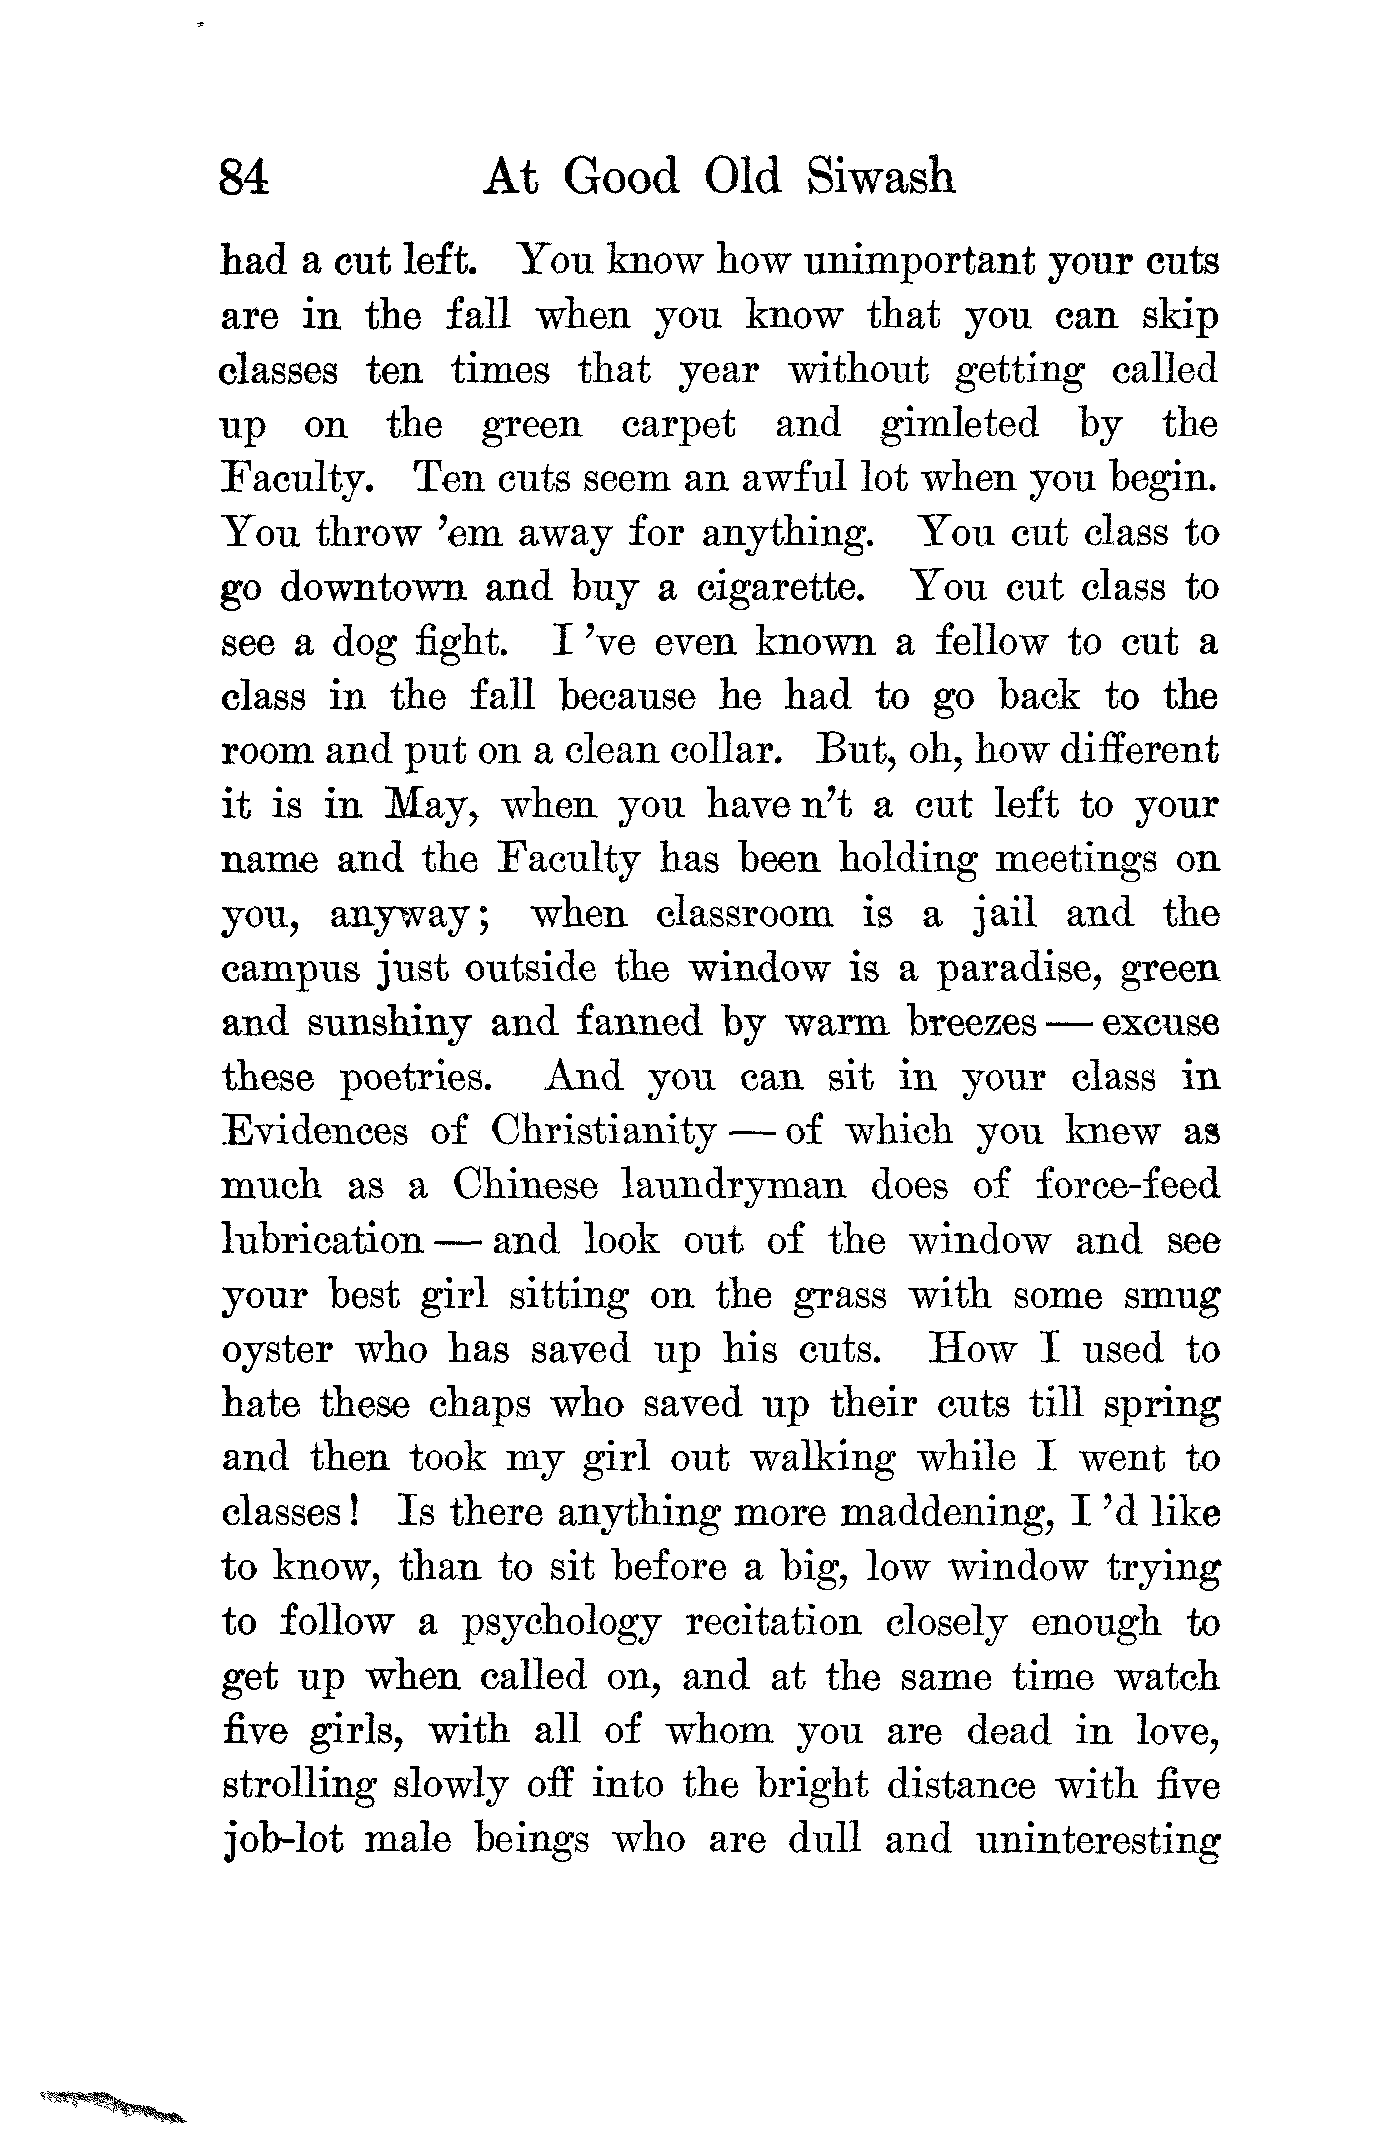 84 At Good Old Siwash
had a cut left. You know how unimportant your cuts
are in the fall when you know that you can skip
classes ten times that year without getting called
up on the green carpet and gimleted by the
Faculty. Ten cuts seem an awful lot when you begin.
You throw ’em away for anything. You cut class to
go downtown and buy a cigarette. You cut class to
see a dog fight. I ’ve even known a fellow to cut a
class in the fall because he had to go back to the
room and put on a clean collar. But, oh, how different
it is in May, when you have n’t a cut left to your
name and the Faculty has been holding meetings on
you, anyway; when classroom is a jail and the
campus just outside the window is a paradise, green
and sunshiny and fanned by warm breezes — excuse
these poetries. And you can sit in your class in
Evidences of Christianity — of which you knew as
much as a Chinese laundryman does of force-feed
lubrication — and look out of the window and see
your best girl sitting on the grass with some smug
oyster who has saved up his cuts. How I used to
hate these chaps who saved up their cuts till spring
and then took my girl out walking while I went to
classes! Is there anything more maddening, I ’d like
to know, than to sit before a big, low window trying
to follow a psychology recitation closely enough to
get up when called on, and at the same time watch
five girls, with all of whom you are dead in love,
strolling slowly off into the bright distance with five
job-lot male beings who are dull and uninteresting